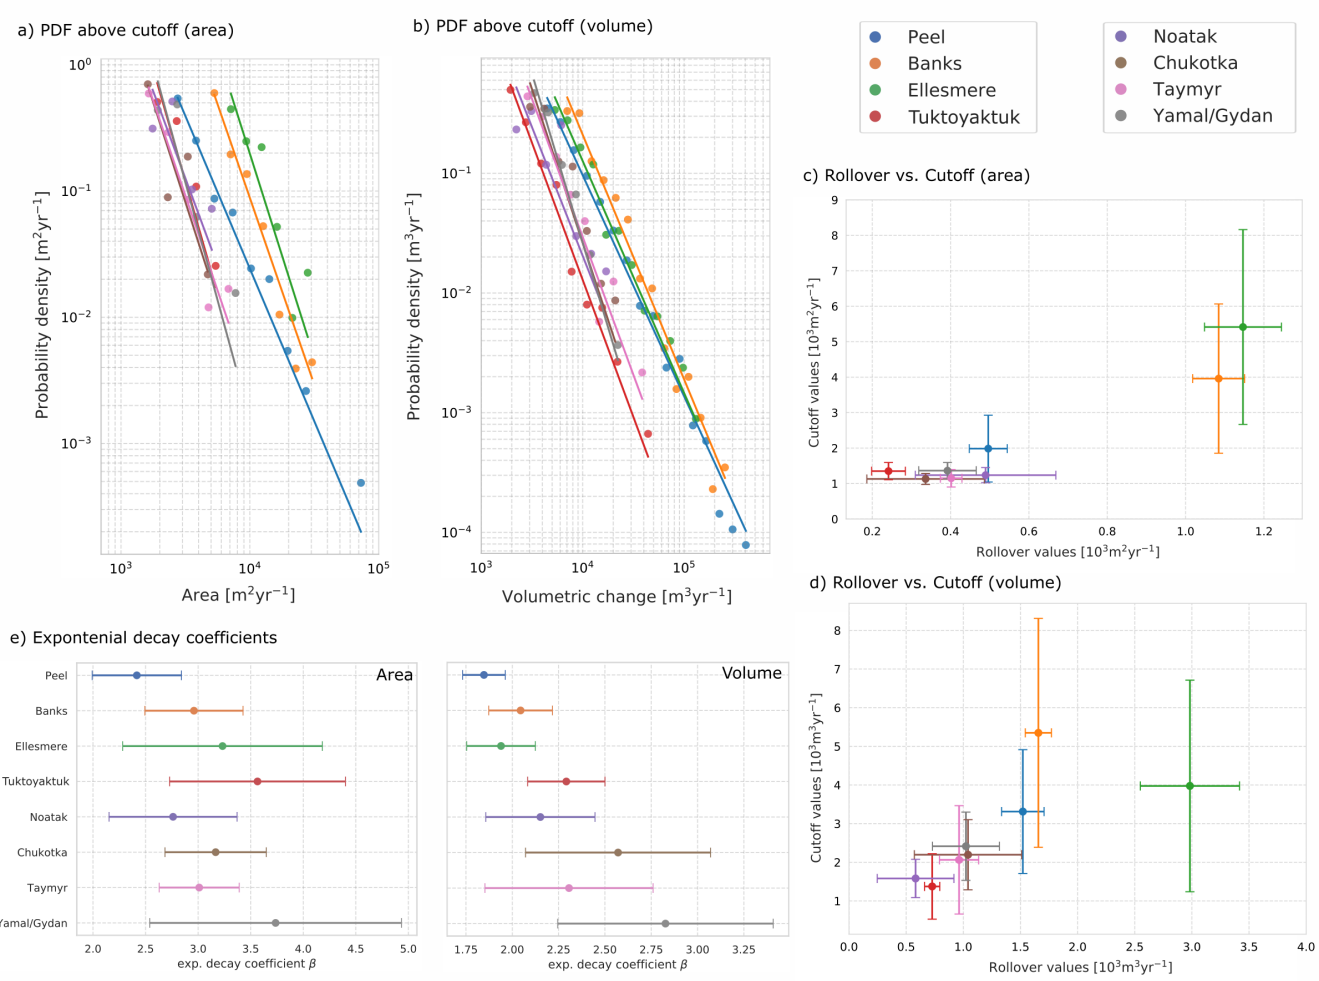 a) PDF above cutoff (area)
10⁰
10⁻¹
10⁻²
10⁻³
Probability density [m²yr⁻¹]
10³
10⁴
10⁵
Area [m²yr⁻¹]
b) PDF above cutoff (volume)
10⁻¹
10⁻²
10⁻³
10⁻⁴
Probability density [m³yr⁻¹]
10³
10⁴
10⁵
Volumetric change [m³yr⁻¹]
Peel
Banks
Ellesmere
Tuktoyaktuk
Noatak
Chukotka
Taymyr
Yamal/Gydan
c) Rollover vs. Cutoff (area)
9
8
7
6
5
4
3
2
1
0
Cutoff values [10³m²yr⁻¹]
0.2
0.4
0.6
0.8
1.0
1.2
Rollover values [10³m²yr⁻¹]
d) Rollover vs. Cutoff (volume)
8
7
6
5
4
3
2
1
Cutoff values [10³m³yr⁻¹]
0.0
0.5
1.0
1.5
2.0
2.5
3.0
3.5
4.0
Rollover values [10³m³yr⁻¹]
e) Expontenial decay coefficients
Area
Peel
Banks
Ellesmere
Tuktoyaktuk
Noatak
Chukotka
Taymyr
Yamal/Gydan
2.0
2.5
3.0
3.5
4.0
4.5
5.0
exp. decay coefficient β
Volume
1.75
2.00
2.25
2.50
2.75
3.00
3.25
exp. decay coefficient β